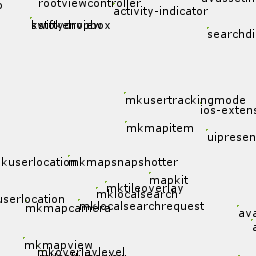 rootviewcontroller
activity-indicator
searchdi
mkusertrackingmode
ios-extens
mkmapitem
uipresen
kuserlocation
mkmapsnapshotter
mapkit
mktileoverlay
mklocalsearch
userlocation
mkmapcamera
mklocalsearchrequest
ava
mkmapview
mkoverlaylevel